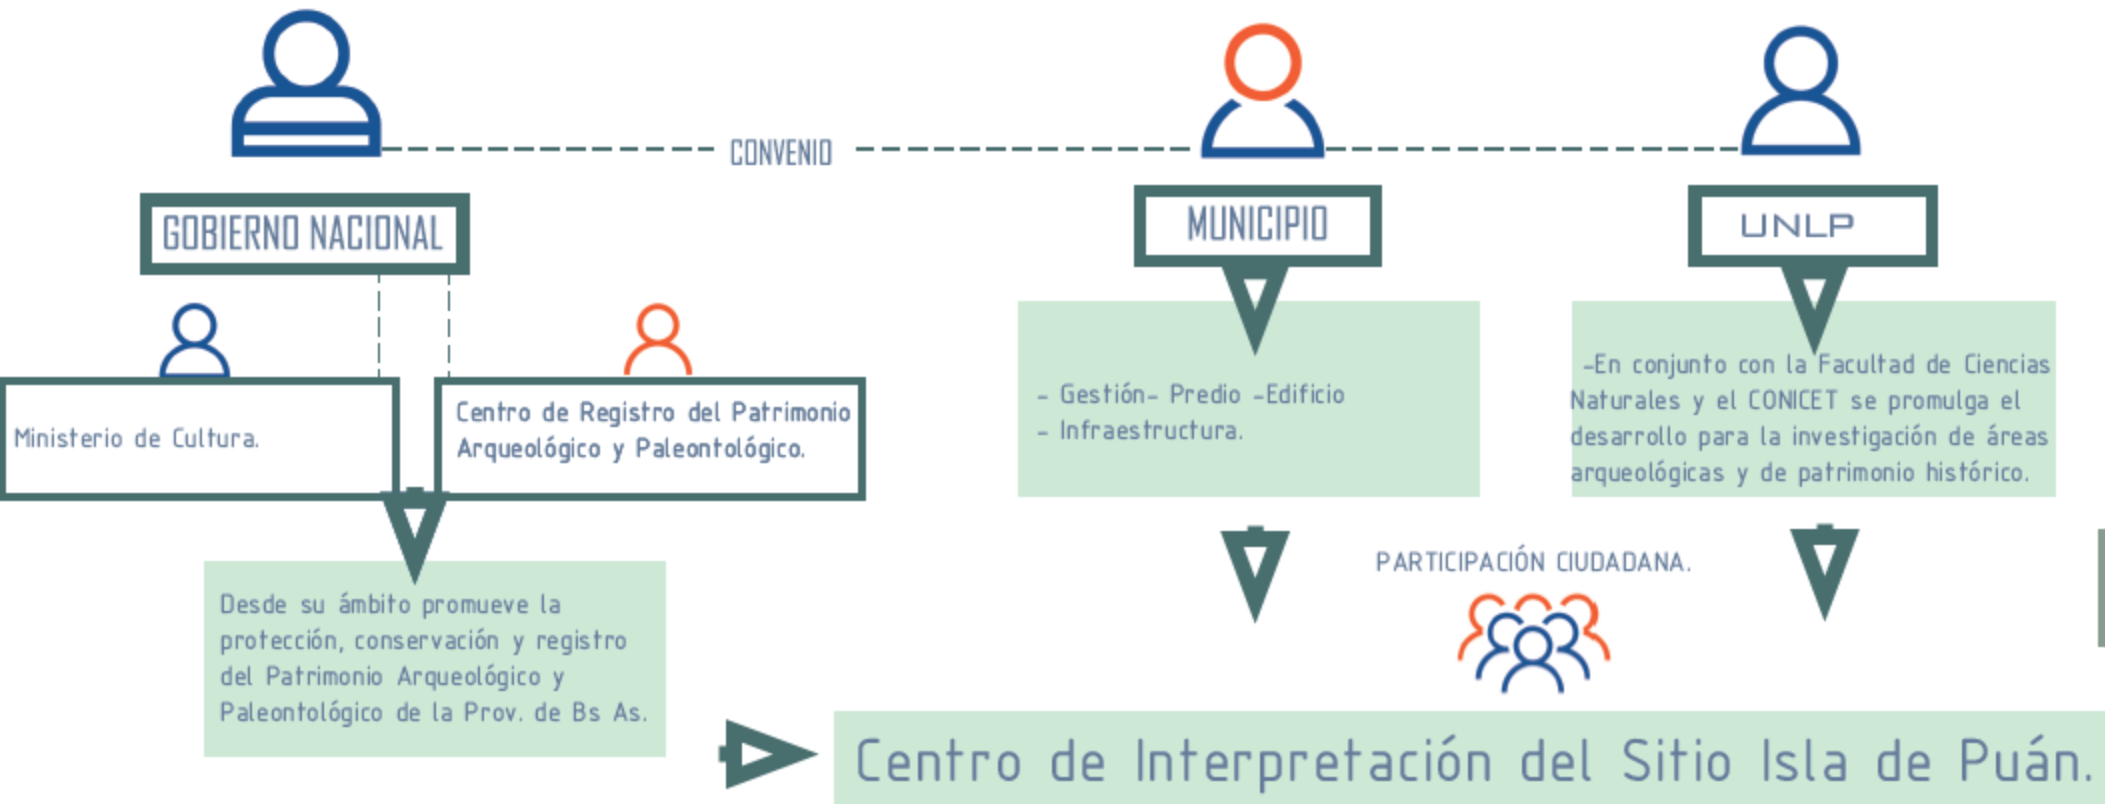 CONVENIO
GOBIERNO NACIONAL
MUNICIPIO
UNLP
Ministerio de Cultura.
Centro de Registro del Patrimonio
Arqueológico y Paleontológico.
- Gestión- Predio -Edificio
- Infraestructura.
-En conjunto con la Facultad de Ciencias
Naturales y el CONICET se promulga el
desarrollo para la investigación de áreas
arqueológicas y de patrimonio histórico.
PARTICIPACIÓN CIUDADANA.
Desde su ámbito promueve la
protección, conservación y registro
del Patrimonio Arqueológico y
Paleontológico de la Prov. de Bs As.
Centro de Interpretación del Sitio Isla de Puán.